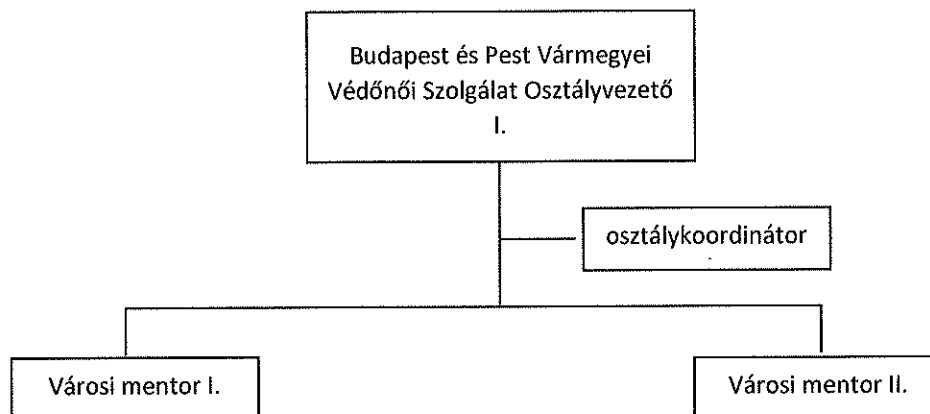 Budapest és Pest Vármegyei
Védőnői Szolgálat Osztályvezető
I.
osztálykoordinátor
Városi mentor I.
Városi mentor II.